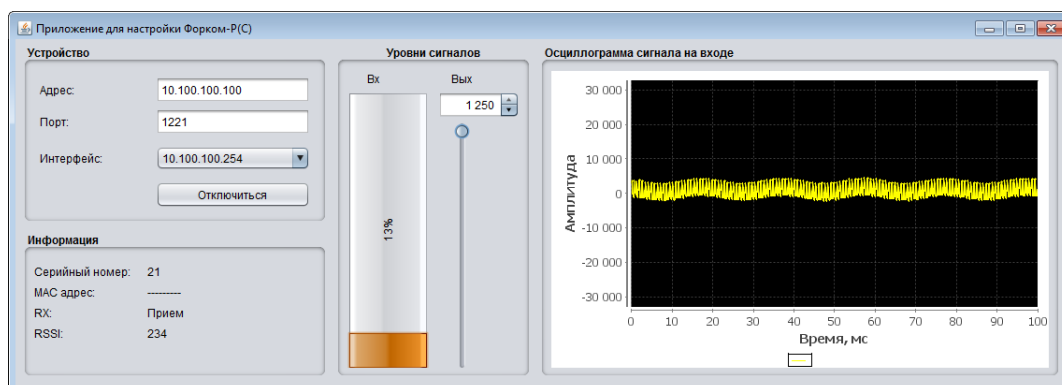 Приложение для настройки Форком-Р(С)
Устройство
Адрес: 10.100.100.100
Порт: 1221
Интерфейс: 10.100.100.254
Отключиться
Информация
Серийный номер: 21
MAC адрес: ---------
RX: Прием
RSSI: 234
Уровни сигналов
Вх Вых
1 250
13%
Осциллограмма сигнала на входе
30 000
20 000
10 000
0
-10 000
-20 000
-30 000
Амплитуда
0 10 20 30 40 50 60 70 80 90 100
Время, мс